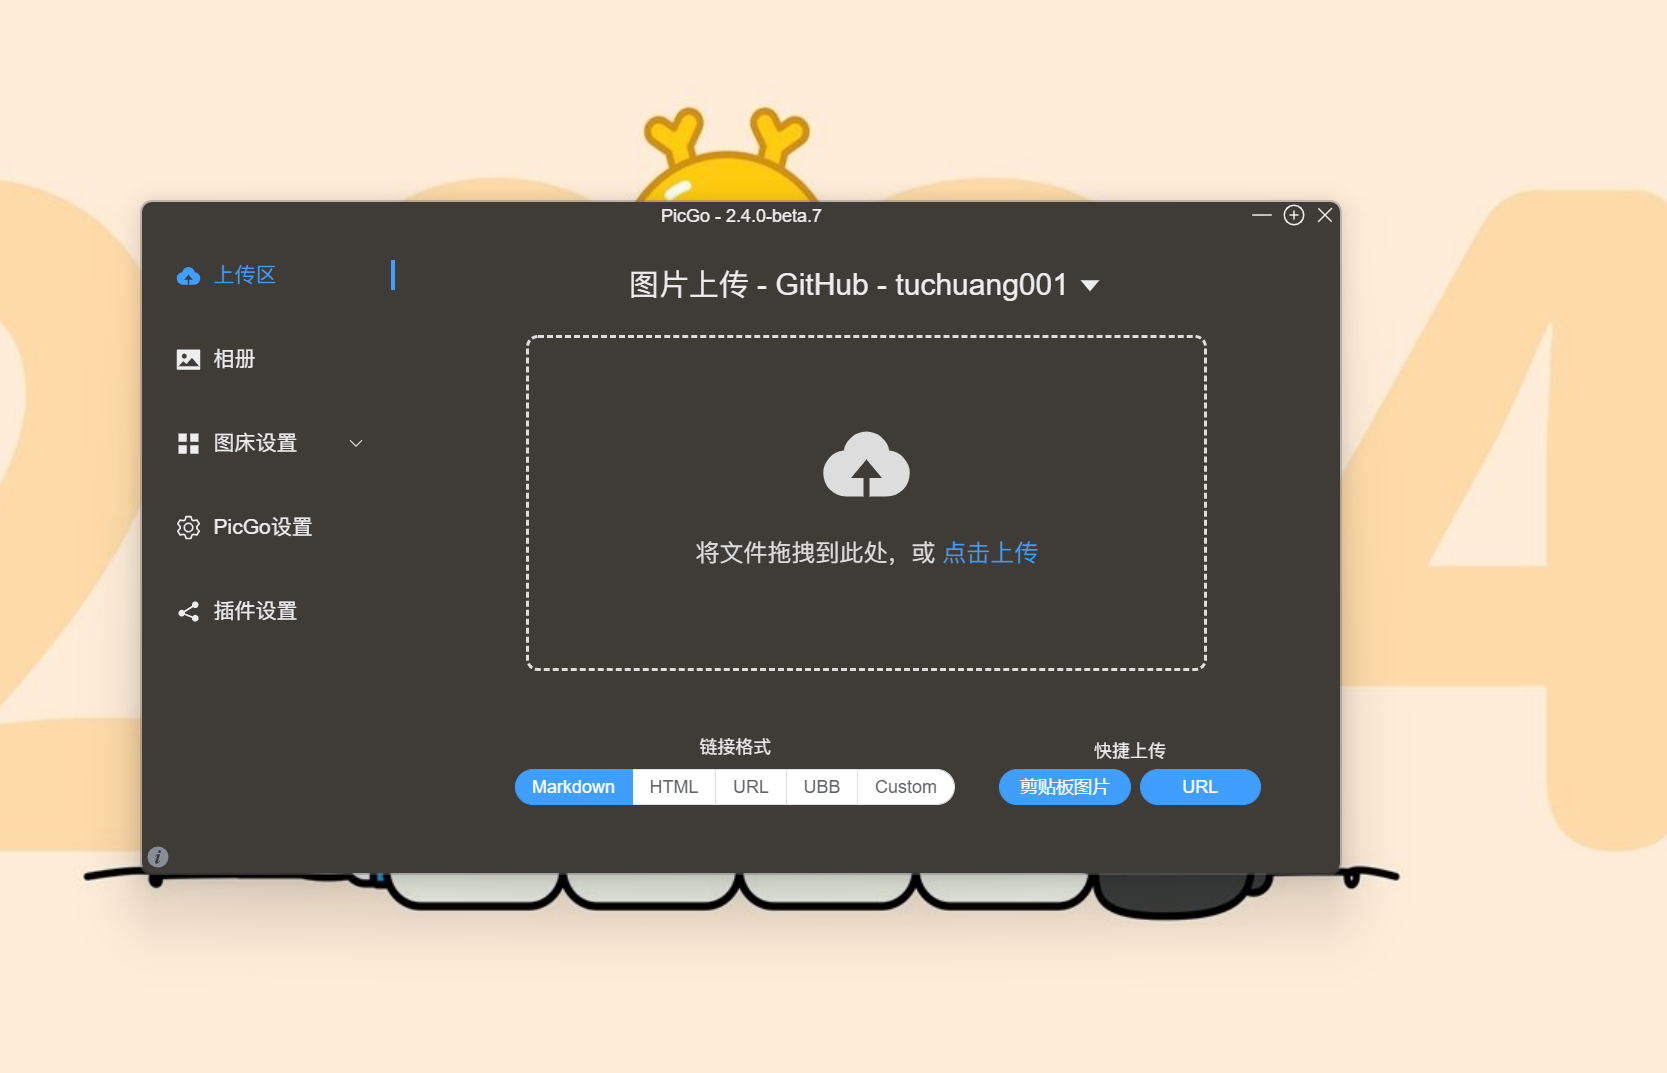 PicGo - 2.4.0-beta.7
上传区
相册
图床设置
PicGo设置
插件设置
图片上传 - GitHub - tuchuang001
将文件拖拽到此处，或 点击上传
链接格式
Markdown HTML URL UBB Custom
快捷上传
剪贴板图片 URL